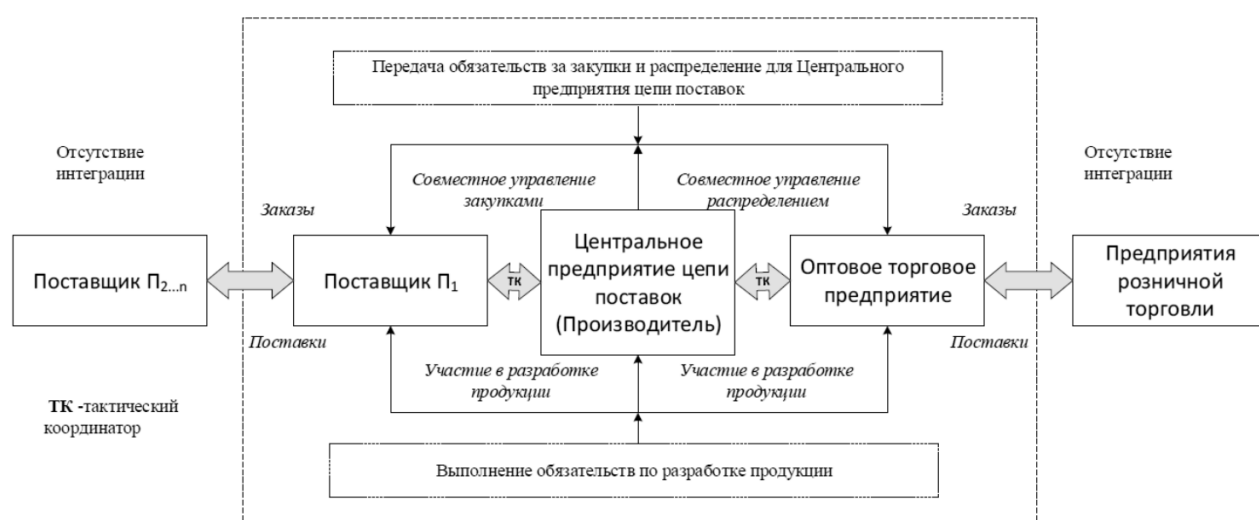 Передача обязательств за закупки и распределение для Центрального
предприятия цепи поставок
Отсутствие
интеграции
Совместное управление
закупками
Совместное управление
распределением
Отсутствие
интеграции
Заказы
Заказы
Поставщик П2...n
Поставщик П1
ТК
Центральное
предприятие цепи
поставок
(Производитель)
ТК
Оптовое торговое
предприятие
Предприятия
розничной
торговли
Поставки
Поставки
Участие в разработке
продукции
Участие в разработке
продукции
ТК -тактический
координатор
Выполнение обязательств по разработке продукции